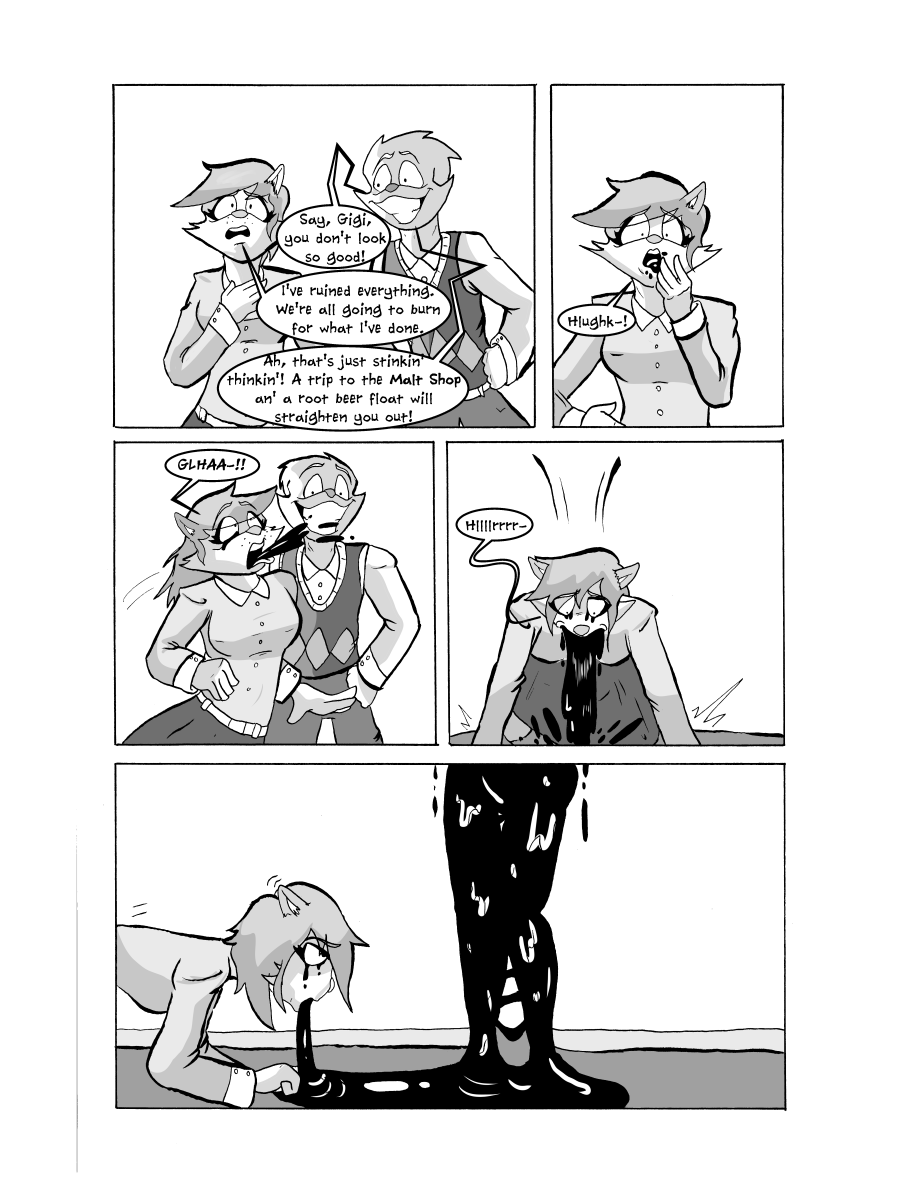 Say, Gigi,
you don't look
so good!
I've ruined everything.
We're all going to burn
for what I've done.
Ah, that's just stinkin'
thinkin'! A trip to the Malt Shop
an' a root beer float will
straighten you out!
Hlughk-!
GLHAA-!!
Hllllrrrr-